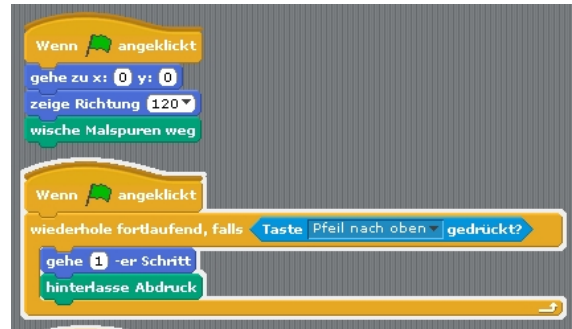 Wenn angeklickt
gehe zu x: 0 y: 0
zeige Richtung 120
wische Malspuren weg
Wenn angeklickt
wiederhole fortlaufend, falls Taste Pfeil nach oben gedrückt?
gehe 1 -er Schritt
hinterlasse Abdruck